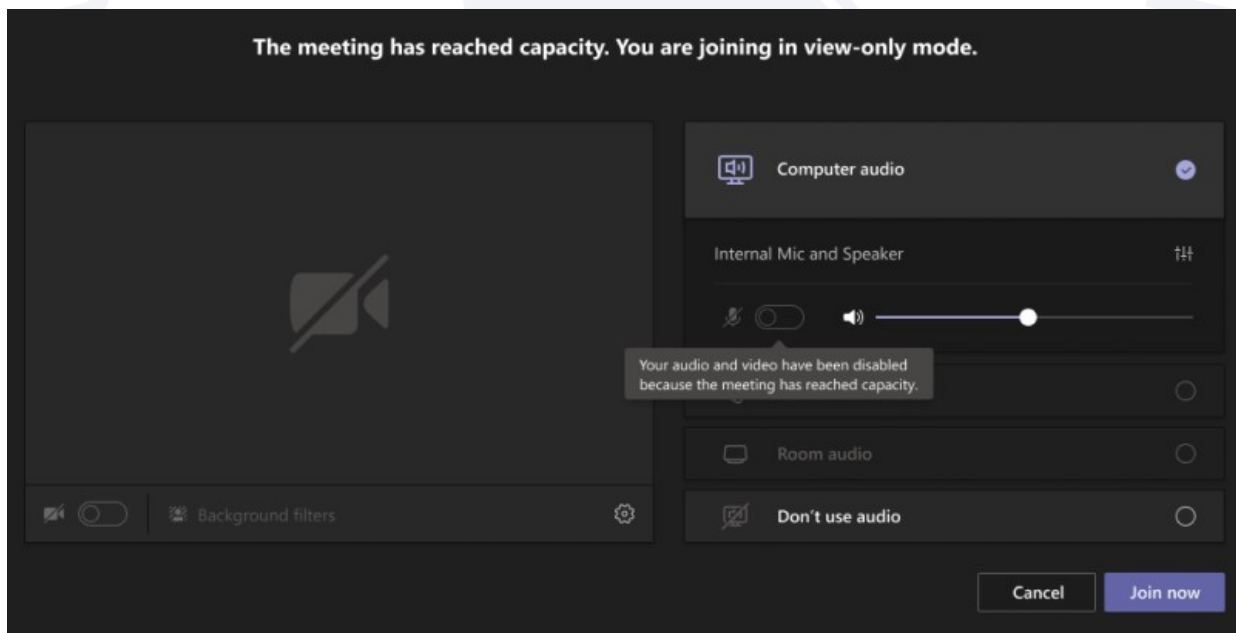 The meeting has reached capacity. You are joining in view-only mode.
Computer audio
Internal Mic and Speaker
Your audio and video have been disabled
because the meeting has reached capacity.
Room audio
Background filters
Don't use audio
Cancel
Join now